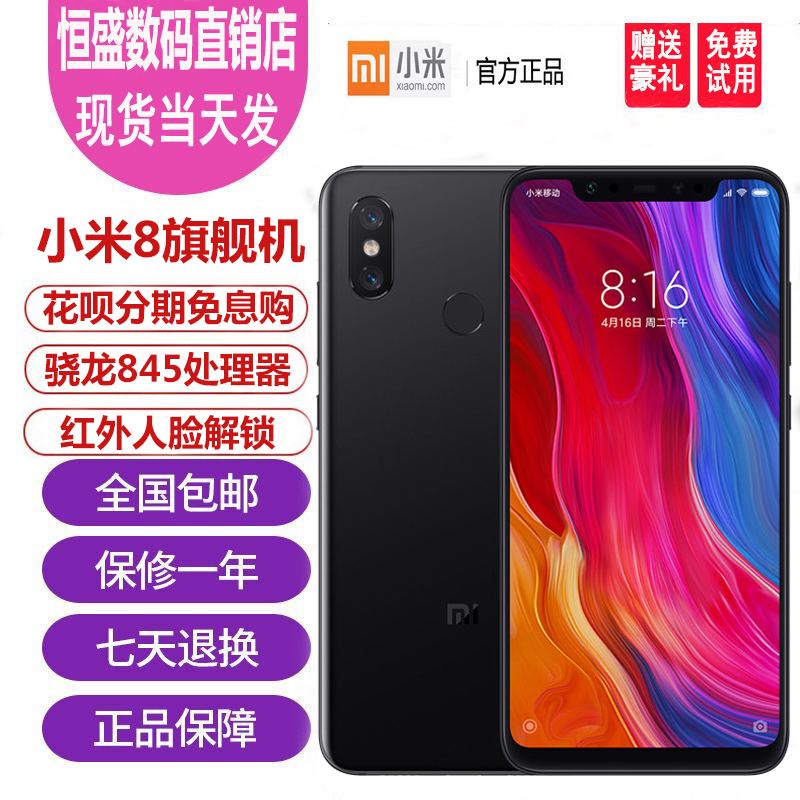 恒盛数码直销店
现货当天发
mi 小米
xiaomi.com
官方正品
赠送
豪礼
免费
试用
小米8旗舰机
花呗分期免息购
骁龙845处理器
红外人脸解锁
全国包邮
保修一年
七天退换
正品保障
小米移动
8:16
4月16日 周二下午
mi